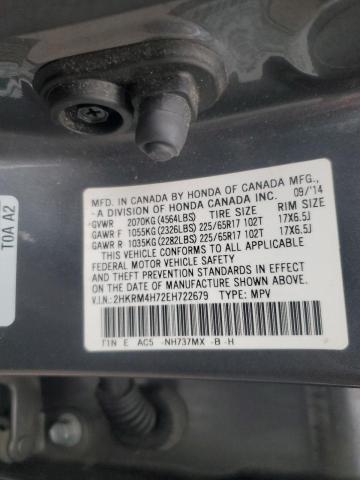 MFD. IN CANADA BY HONDA OF CANADA MFG.,
-A DIVISION OF HONDA CANADA INC. 09/14
GVWR 2070KG(4564LBS) TIRE SIZE RIM SIZE
GAWR F 1055KG(2326LBS) 225/65R17 102T 17X6.5J
GAWR R 1035KG(2282LBS) 225/65R17 102T 17X6.5J
THIS VEHICLE CONFORMS TO ALL APPLICABLE
FEDERAL MOTOR VEHICLE SAFETY
AND THEFT PREVENTION STANDARDS IN EFFECT
ON THE DATE OF MANUFACTURE SHOWN ABOVE.
V.I.N.: 2HKRM4H72EH722679 TYPE: MPV
T1N E AC5 -NH737MX -B -H
T0A A2